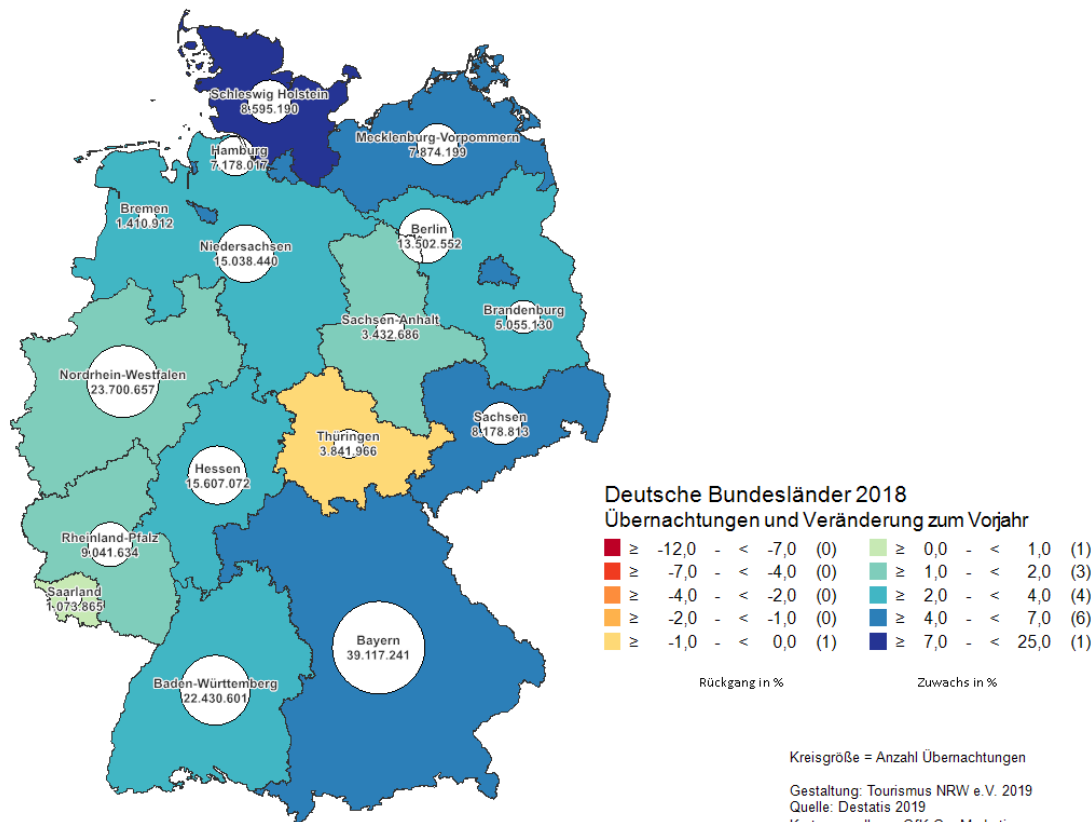 Schleswig Holstein
8.595.190
Mecklenburg-Vorpommern
7.874.199
Hamburg
7.178.017
Bremen
1.410.912
Berlin
13.502.552
Niedersachsen
15.038.440
Brandenburg
5.055.130
Sachsen-Anhalt
3.432.686
Nordrhein-Westfalen
23.700.657
Sachsen
8.178.813
Thüringen
3.841.966
Hessen
15.607.072
Rheinland-Pfalz
9.041.634
Saarland
1.073.865
Bayern
39.117.241
Baden-Württemberg
22.430.601
Deutsche Bundesländer 2018
Übernachtungen und Veränderung zum Vorjahr
≥ -12,0 - < -7,0 (0) ≥ 0,0 - < 1,0 (1)
≥ -7,0 - < -4,0 (0) ≥ 1,0 - < 2,0 (3)
≥ -4,0 - < -2,0 (0) ≥ 2,0 - < 4,0 (4)
≥ -2,0 - < -1,0 (0) ≥ 4,0 - < 7,0 (6)
≥ -1,0 - < 0,0 (1) ≥ 7,0 - < 25,0 (1)
Rückgang in % Zuwachs in %
Kreisgröße = Anzahl Übernachtungen
Gestaltung: Tourismus NRW e.V. 2019
Quelle: Destatis 2019